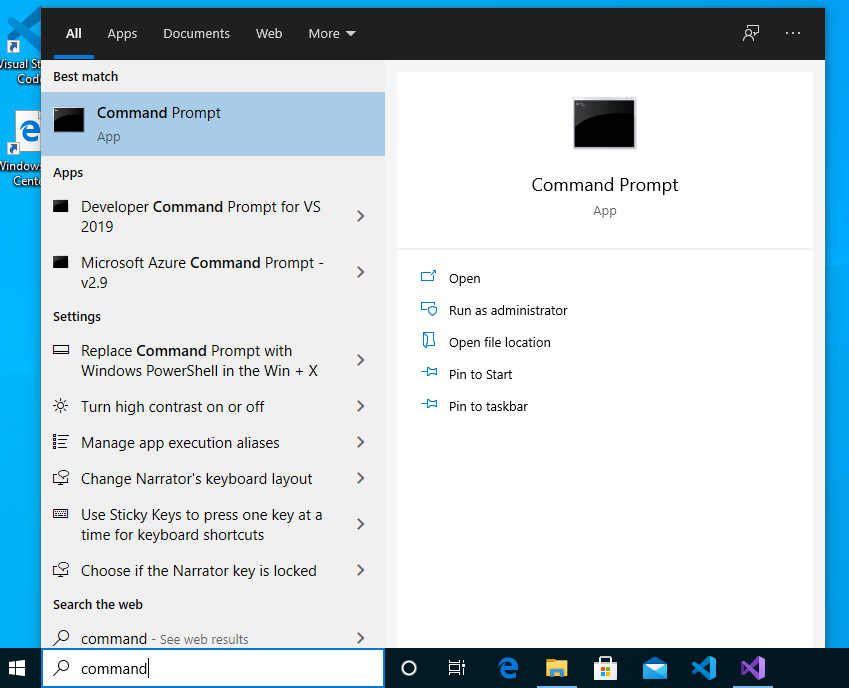 All Apps Documents Web More
Visual St
Cod
Windows
Cente
Best match
Command Prompt
App
Apps
Developer Command Prompt for VS
2019
Microsoft Azure Command Prompt -
v2.9
Settings
Replace Command Prompt with
Windows PowerShell in the Win + X
Turn high contrast on or off
Manage app execution aliases
Change Narrator's keyboard layout
Use Sticky Keys to press one key at a
time for keyboard shortcuts
Choose if the Narrator key is locked
Search the web
command - See web results
command
Command Prompt
App
Open
Run as administrator
Open file location
Pin to Start
Pin to taskbar